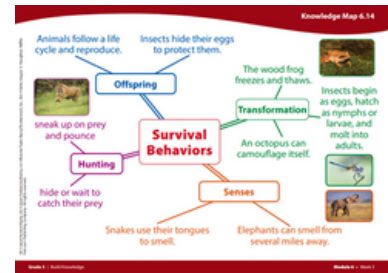 Knowledge Map 6.14
Animals follow a life
cycle and reproduce.
Insects hide their eggs
to protect them.
Offspring
The wood frog
freezes and thaws.
Transformation
Insects begin
as eggs, hatch
as nymphs or
larvae, and
molt into
adults.
An octopus can
camouflage itself.
Survival
Behaviors
sneak up on prey
and pounce
Hunting
hide or wait to
catch their prey
Senses
Snakes use their tongues
to smell.
Elephants can smell from
several miles away.
Grade 3 | Build Knowledge
Module 6 • Week 3